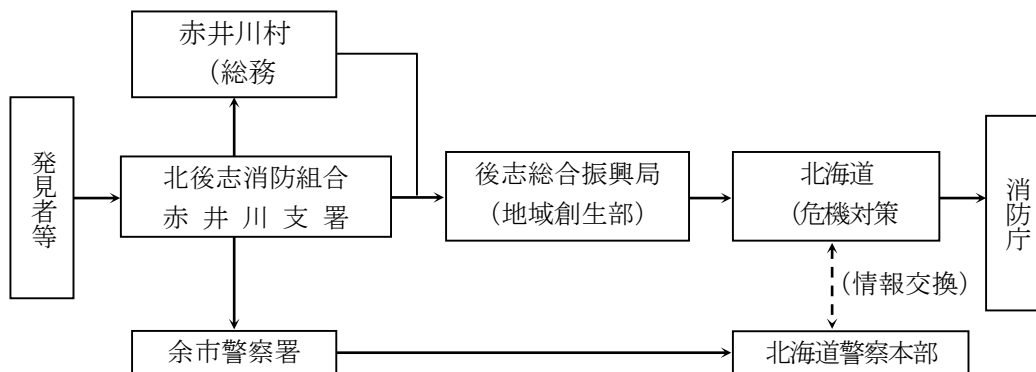 赤井川村
（総務
発見者等
北後志消防組合
赤井川支署
後志総合振興局
（地域創生部）
北海道
（危機対策
消防庁
（情報交換）
余市警察署
北海道警察本部